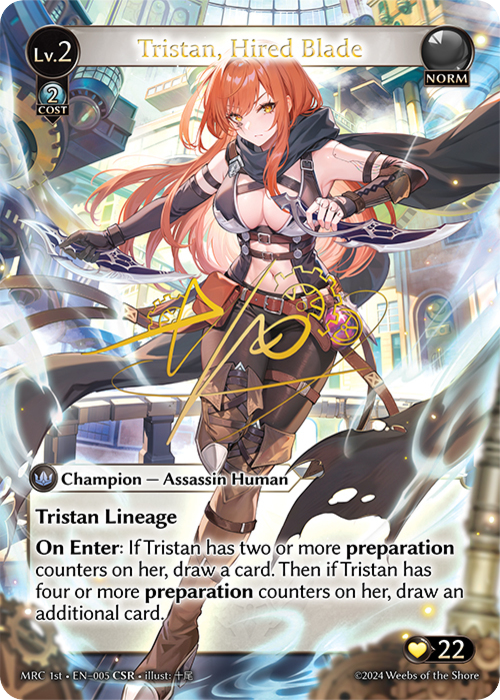 Lv.2
Tristan, Hired Blade
NORM
2
COST
Champion — Assassin Human
Tristan Lineage
On Enter: If Tristan has two or more preparation
counters on her, draw a card. Then if Tristan has
four or more preparation counters on her, draw an
additional card.
22
MRC 1st • EN-005 CSR • illust: 十尾
©2024 Weebs of the Shore